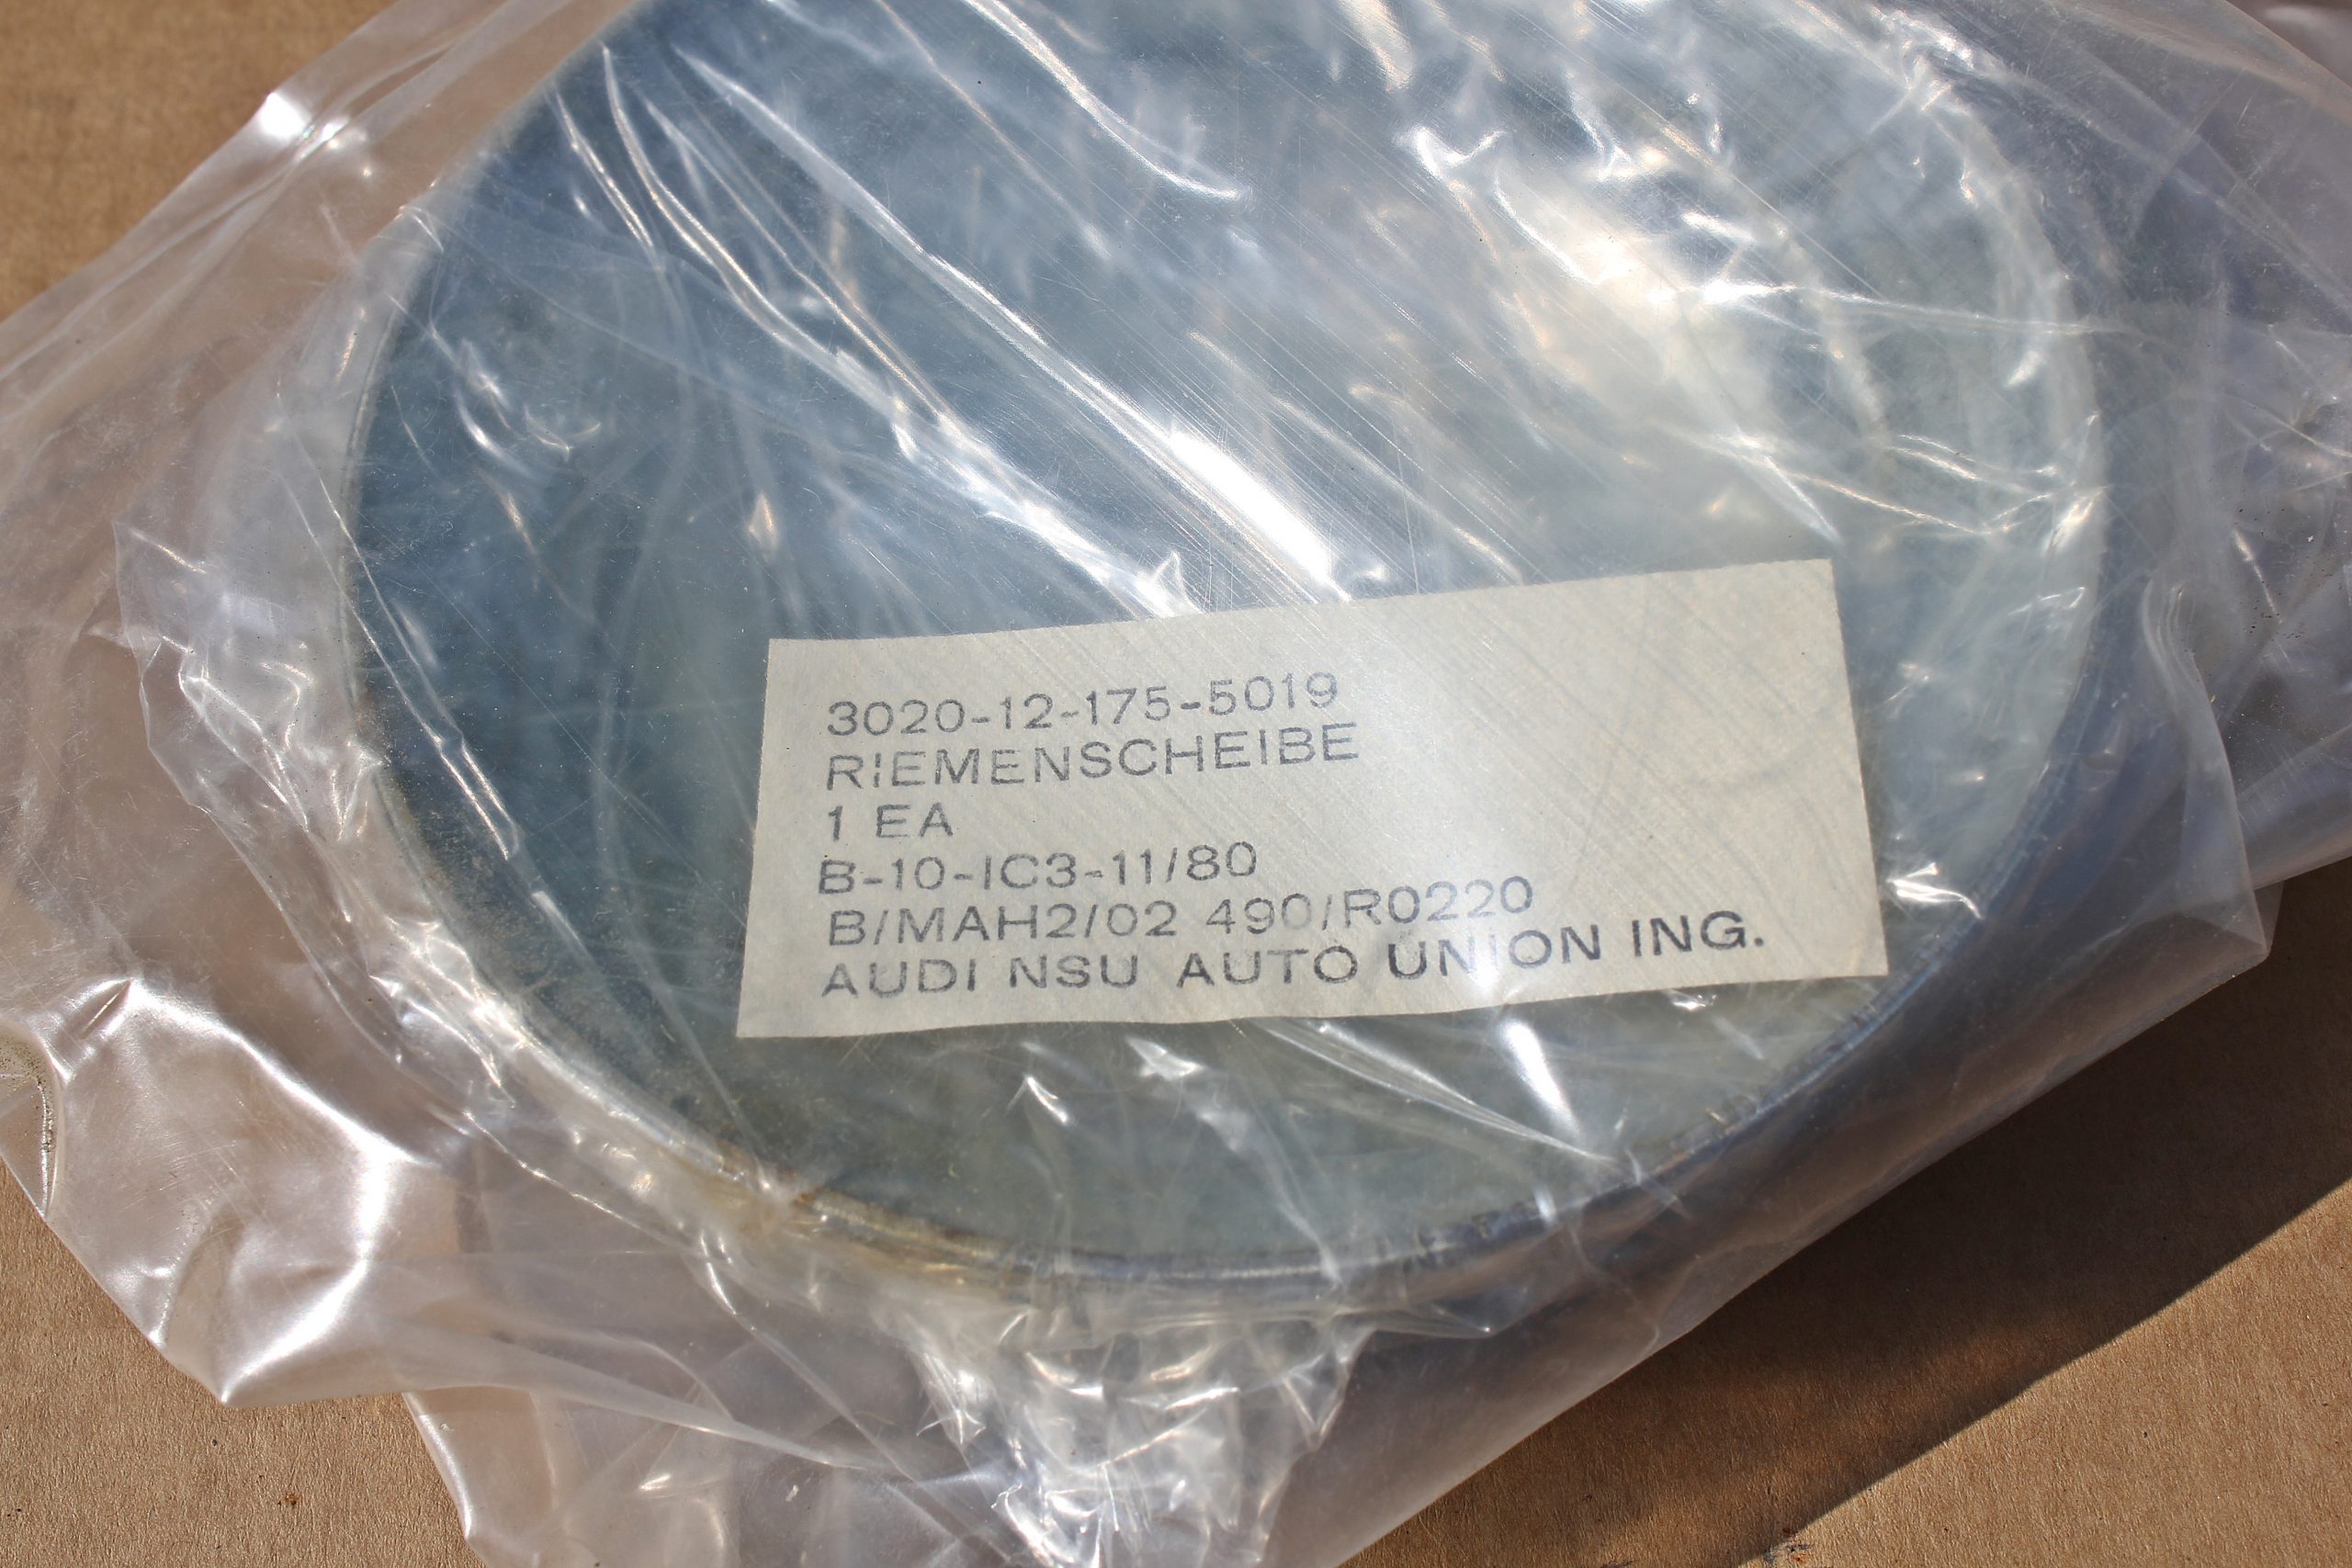 3020-12-175-5019
RIEMENSCHEIBE
1 EA
B-10-IC3-11/80
B/MAH2/02 490/R0220
AUDI NSU AUTO UNION ING.